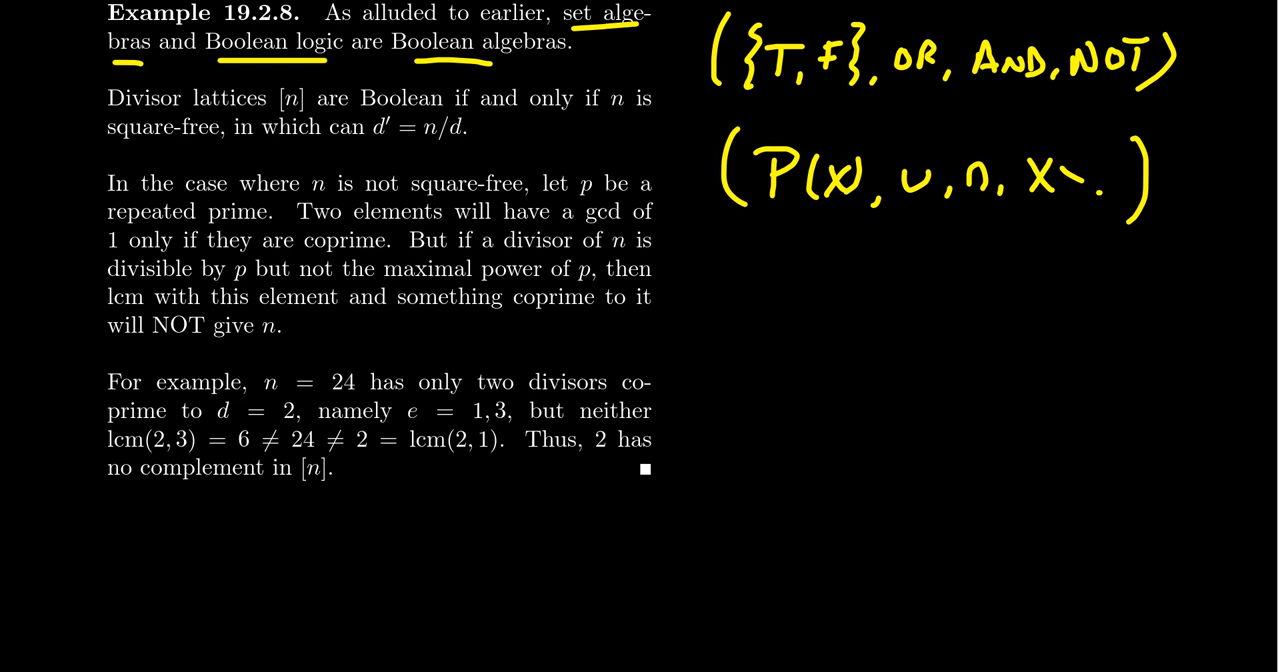 Example 19.2.8. As alluded to earlier, set alge-
bras and Boolean logic are Boolean algebras.
Divisor lattices [n] are Boolean if and only if n is
square-free, in which can d′ = n/d.
In the case where n is not square-free, let p be a
repeated prime. Two elements will have a gcd of
1 only if they are coprime. But if a divisor of n is
divisible by p but not the maximal power of p, then
lcm with this element and something coprime to it
will NOT give n.
For example, n = 24 has only two divisors co-
prime to d = 2, namely e = 1, 3, but neither
lcm(2, 3) = 6 ≠ 24 ≠ 2 = lcm(2, 1). Thus, 2 has
no complement in [n]. ■
({T, F}, OR, AND, NOT)
(P(X), ∪, ∩, X∖.)